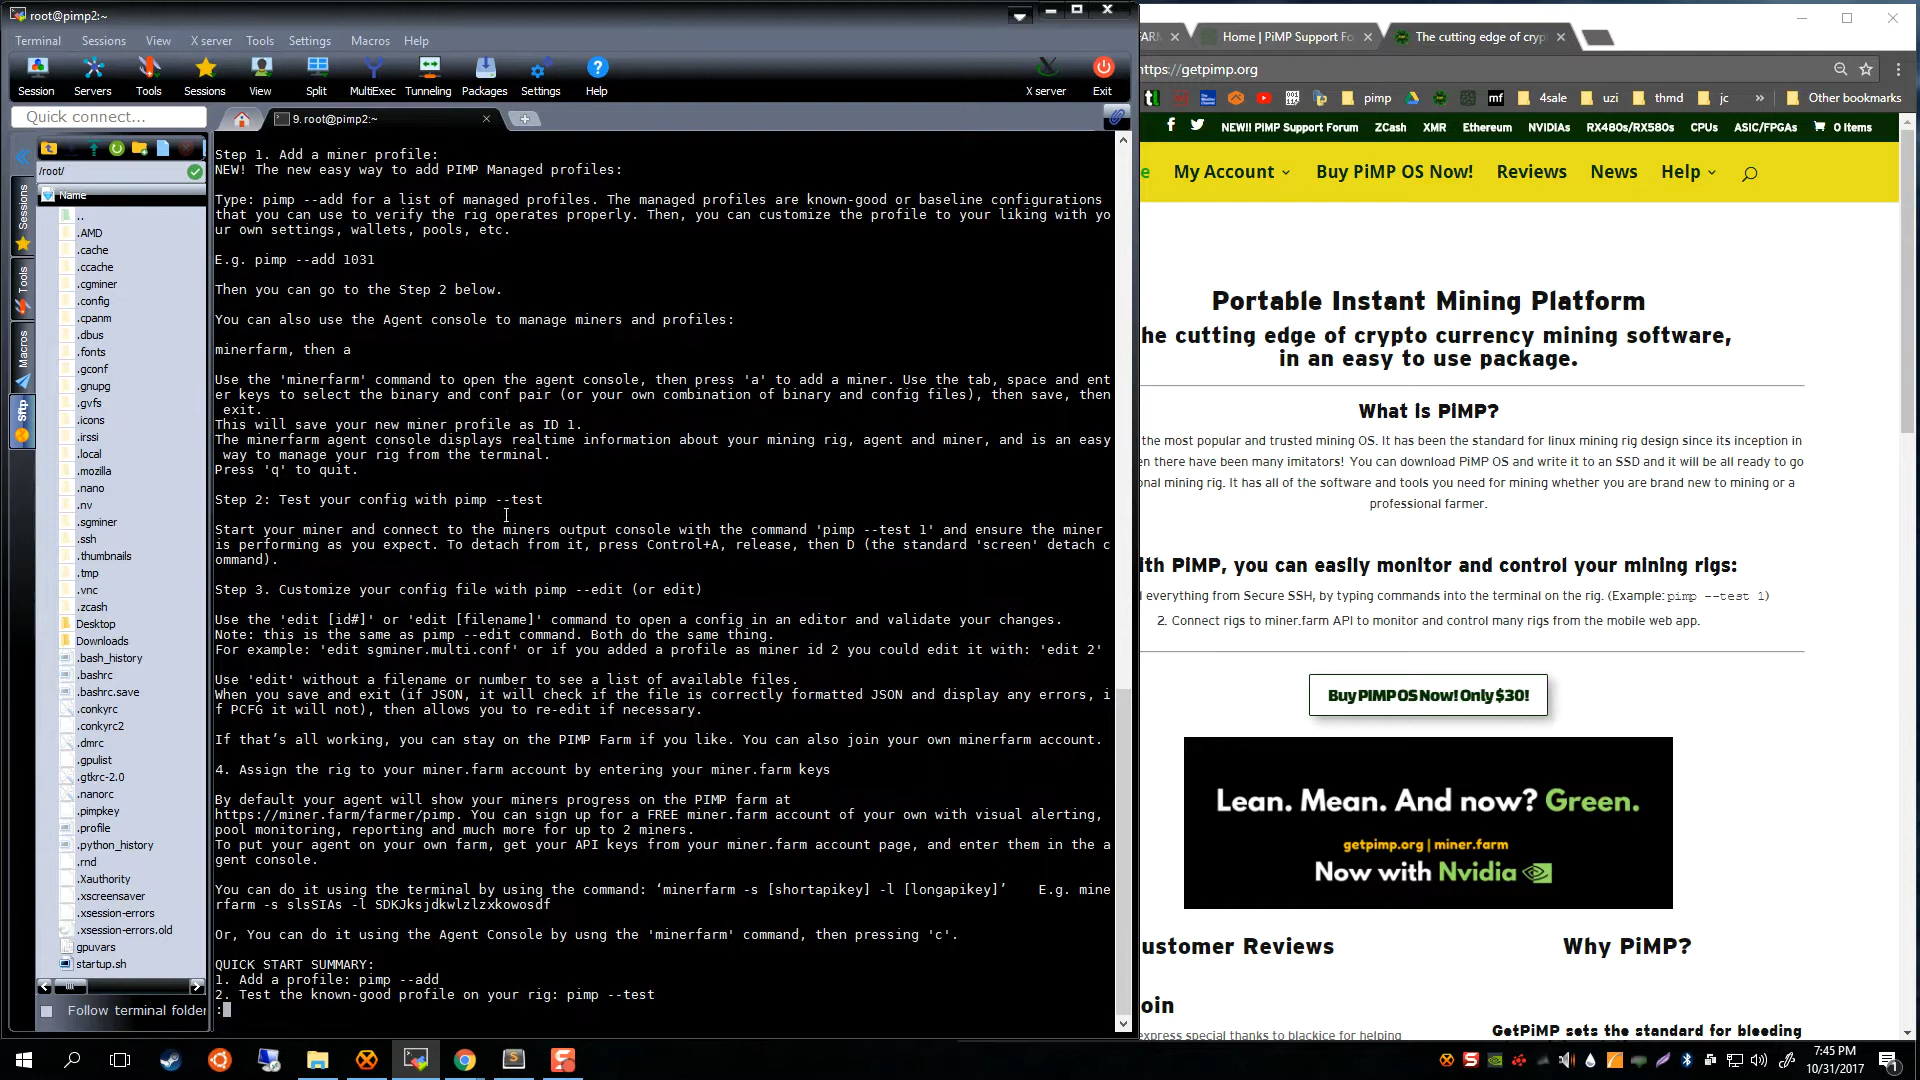 root@pimp2:~
Terminal Sessions View X server Tools Settings Macros Help
Session Servers Tools Sessions View Split MultiExec Tunneling Packages Settings Help X server Exit
Quick connect...
9. root@pimp2:~
/root/
Name
..
.AMD
.cache
.ccache
.cgminer
.config
.cpanm
.dbus
.fonts
.gconf
.gnupg
.gvfs
.icons
.irssi
.local
.mozilla
.nano
.nv
.sgminer
.ssh
.thumbnails
.tmp
.vnc
.zcash
Desktop
Downloads
.bash_history
.bashrc
.bashrc.save
.conkyrc
.conkyrc2
.dmrc
.gpulist
.gtkrc-2.0
.nanorc
.pimpkey
.profile
.python_history
.rnd
.Xauthority
.xscreensaver
.xsession-errors
.xsession-errors.old
gpuvars
startup.sh
Follow terminal folder
Sessions
Tools
Macros
Sftp
Step 1. Add a miner profile:
NEW! The new easy way to add PIMP Managed profiles:
Type: pimp --add for a list of managed profiles. The managed profiles are known-good or baseline configurations
that you can use to verify the rig operates properly. Then, you can customize the profile to your liking with yo
ur own settings, wallets, pools, etc.
E.g. pimp --add 1031
Then you can go to the Step 2 below.
You can also use the Agent console to manage miners and profiles:
minerfarm, then a
Use the 'minerfarm' command to open the agent console, then press 'a' to add a miner. Use the tab, space and ent
er keys to select the binary and conf pair (or your own combination of binary and config files), then save, then
exit.
This will save your new miner profile as ID 1.
The minerfarm agent console displays realtime information about your mining rig, agent and miner, and is an easy
way to manage your rig from the terminal.
Press 'q' to quit.
Step 2: Test your config with pimp --test
Start your miner and connect to the miners output console with the command 'pimp --test 1' and ensure the miner
is performing as you expect. To detach from it, press Control+A, release, then D (the standard 'screen' detach c
ommand).
Step 3. Customize your config file with pimp --edit (or edit)
Use the 'edit [id#]' or 'edit [filename]' command to open a config in an editor and validate your changes.
Note: this is the same as pimp --edit command. Both do the same thing.
For example: 'edit sgminer.multi.conf' or if you added a profile as miner id 2 you could edit it with: 'edit 2'
Use 'edit' without a filename or number to see a list of available files.
When you save and exit (if JSON, it will check if the file is correctly formatted JSON and display any errors, i
f PCFG it will not), then allows you to re-edit if necessary.
If that's all working, you can stay on the PIMP Farm if you like. You can also join your own minerfarm account.
4. Assign the rig to your miner.farm account by entering your miner.farm keys
By default your agent will show your miners progress on the PIMP farm at
https://miner.farm/farmer/pimp. You can sign up for a FREE miner.farm account of your own with visual alerting,
pool monitoring, reporting and much more for up to 2 miners.
To put your agent on your own farm, get your API keys from your miner.farm account page, and enter them in the a
gent console.
You can do it using the terminal by using the command: ‘minerfarm -s [shortapikey] -l [longapikey]’    E.g. mine
rfarm -s slsSIAs -l SDKJksjdkwlzlzxkowosdf
Or, You can do it using the Agent Console by usng the 'minerfarm' command, then pressing 'c'.
QUICK START SUMMARY:
1. Add a profile: pimp --add
2. Test the known-good profile on your rig: pimp --test
:
Home | PiMP Support Fo
The cutting edge of cryp
https://getpimp.org
pimp 4sale uzi thmd jc » Other bookmarks
NEW!! PiMP Support Forum ZCash XMR Ethereum NVIDIAs RX480s/RX580s CPUs ASIC/FPGAs 0 Items
e My Account Buy PiMP OS Now! Reviews News Help
Portable Instant Mining Platform
he cutting edge of crypto currency mining software,
in an easy to use package.
What is PiMP?
the most popular and trusted mining OS. It has been the standard for linux mining rig design since its inception in
en there have been many imitators! You can download PiMP OS and write it to an SSD and it will be all ready to go
onal mining rig. It has all of the software and tools you need for mining whether you are brand new to mining or a
professional farmer.
ith PiMP, you can easily monitor and control your mining rigs:
l everything from Secure SSH, by typing commands into the terminal on the rig. (Example: pimp --test 1)
2. Connect rigs to miner.farm API to monitor and control many rigs from the mobile web app.
Buy PIMP OS Now! Only $30!
Lean. Mean. And now? Green.
getpimp.org | miner.farm
Now with Nvidia
ustomer Reviews
Why PiMP?
oin
express special thanks to blackice for helping
GetPiMP sets the standard for bleeding
7:45 PM
10/31/2017